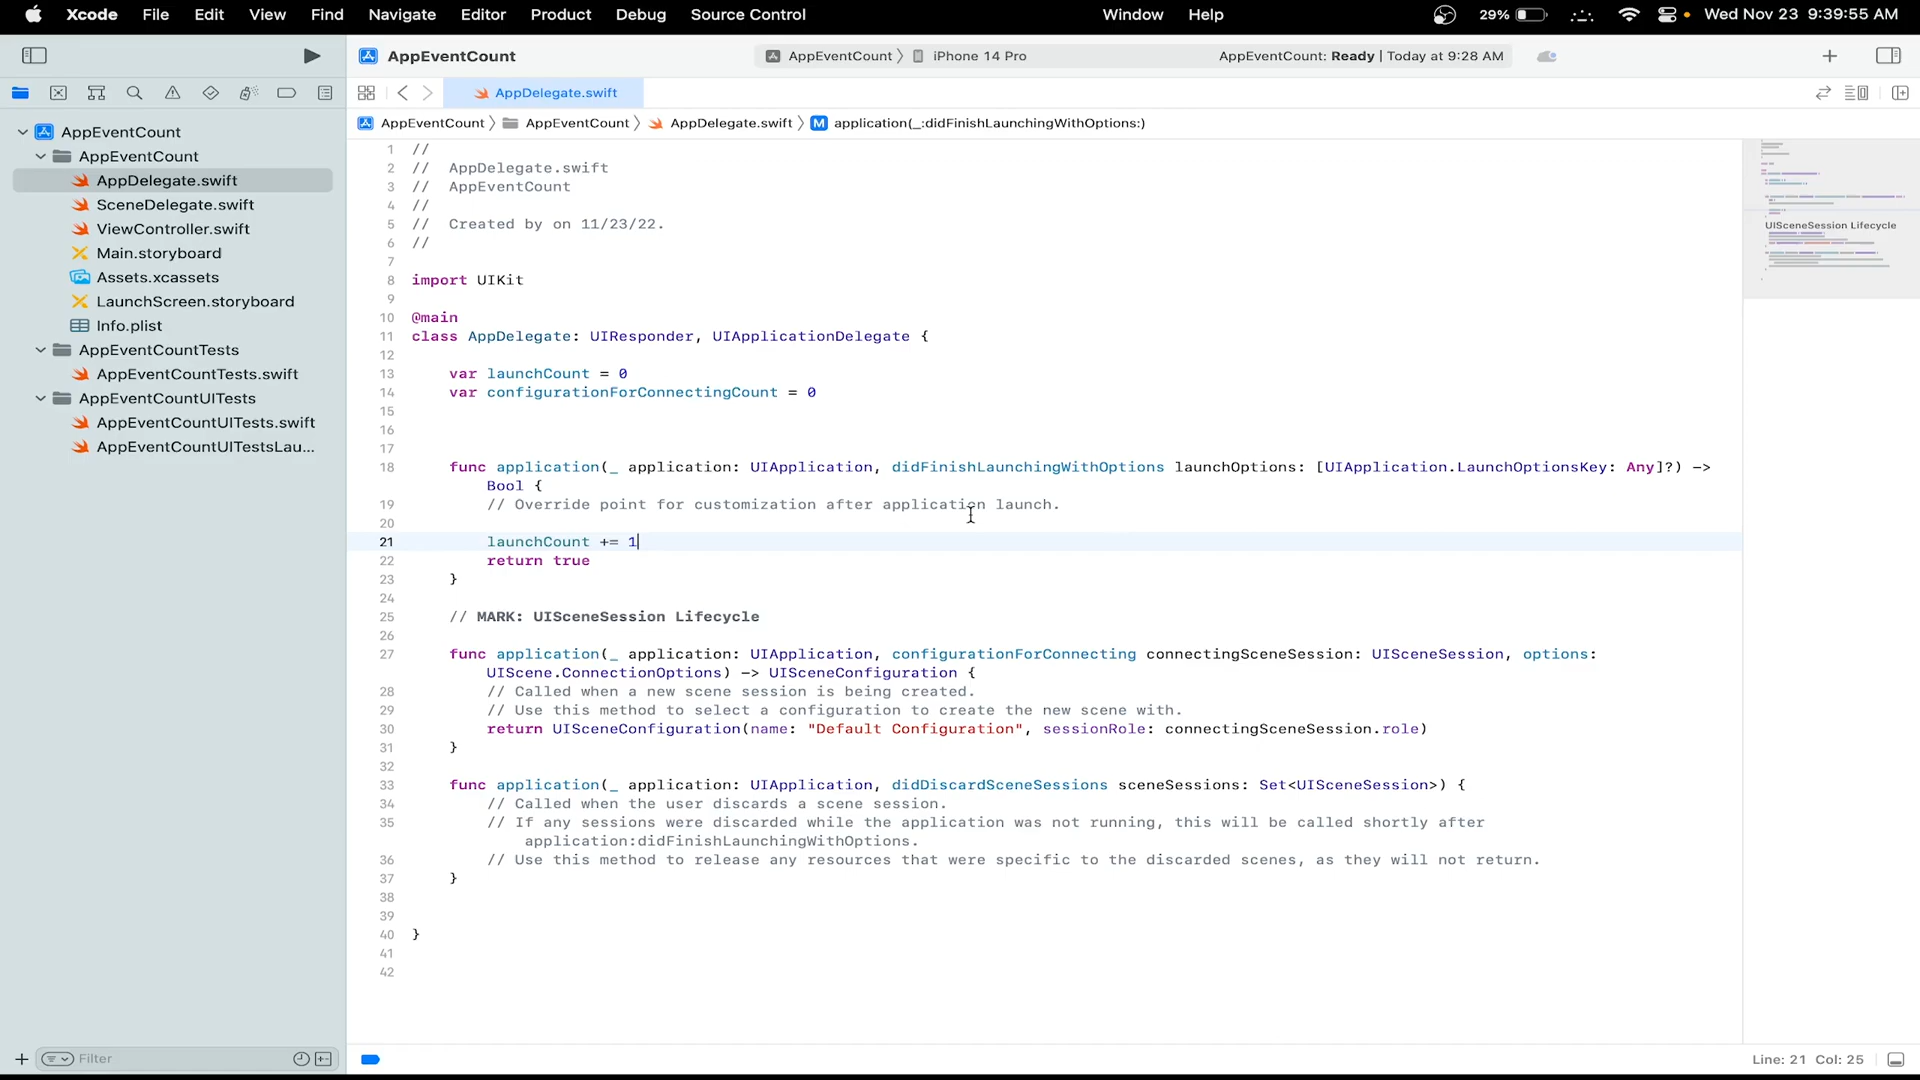 Xcode File Edit View Find Navigate Editor Product Debug Source Control Window Help 29% Wed Nov 23 9:39:55 AM
AppEventCount AppEventCount iPhone 14 Pro AppEventCount: Ready | Today at 9:28 AM
AppDelegate.swift
AppEventCount AppEventCount AppDelegate.swift M application(_:didFinishLaunchingWithOptions:)
AppEventCount
AppEventCount
AppDelegate.swift
SceneDelegate.swift
ViewController.swift
Main.storyboard
Assets.xcassets
LaunchScreen.storyboard
Info.plist
AppEventCountTests
AppEventCountTests.swift
AppEventCountUITests
AppEventCountUITests.swift
AppEventCountUITestsLau...
Filter
1 //
2 //  AppDelegate.swift
3 //  AppEventCount
4 //
5 //  Created by on 11/23/22.
6 //
7
8 import UIKit
9
10 @main
11 class AppDelegate: UIResponder, UIApplicationDelegate {
12
13     var launchCount = 0
14     var configurationForConnectingCount = 0
15
16
17
18     func application(_ application: UIApplication, didFinishLaunchingWithOptions launchOptions: [UIApplication.LaunchOptionsKey: Any]?) ->
Bool {
19         // Override point for customization after application launch.
20
21         launchCount += 1
22         return true
23     }
24
25     // MARK: UISceneSession Lifecycle
26
27     func application(_ application: UIApplication, configurationForConnecting connectingSceneSession: UISceneSession, options:
UIScene.ConnectionOptions) -> UISceneConfiguration {
28         // Called when a new scene session is being created.
29         // Use this method to select a configuration to create the new scene with.
30         return UISceneConfiguration(name: "Default Configuration", sessionRole: connectingSceneSession.role)
31     }
32
33     func application(_ application: UIApplication, didDiscardSceneSessions sceneSessions: Set<UISceneSession>) {
34         // Called when the user discards a scene session.
35         // If any sessions were discarded while the application was not running, this will be called shortly after
application:didFinishLaunchingWithOptions.
36         // Use this method to release any resources that were specific to the discarded scenes, as they will not return.
37     }
38
39
40 }
41
42
UISceneSession Lifecycle
Line: 21 Col: 25